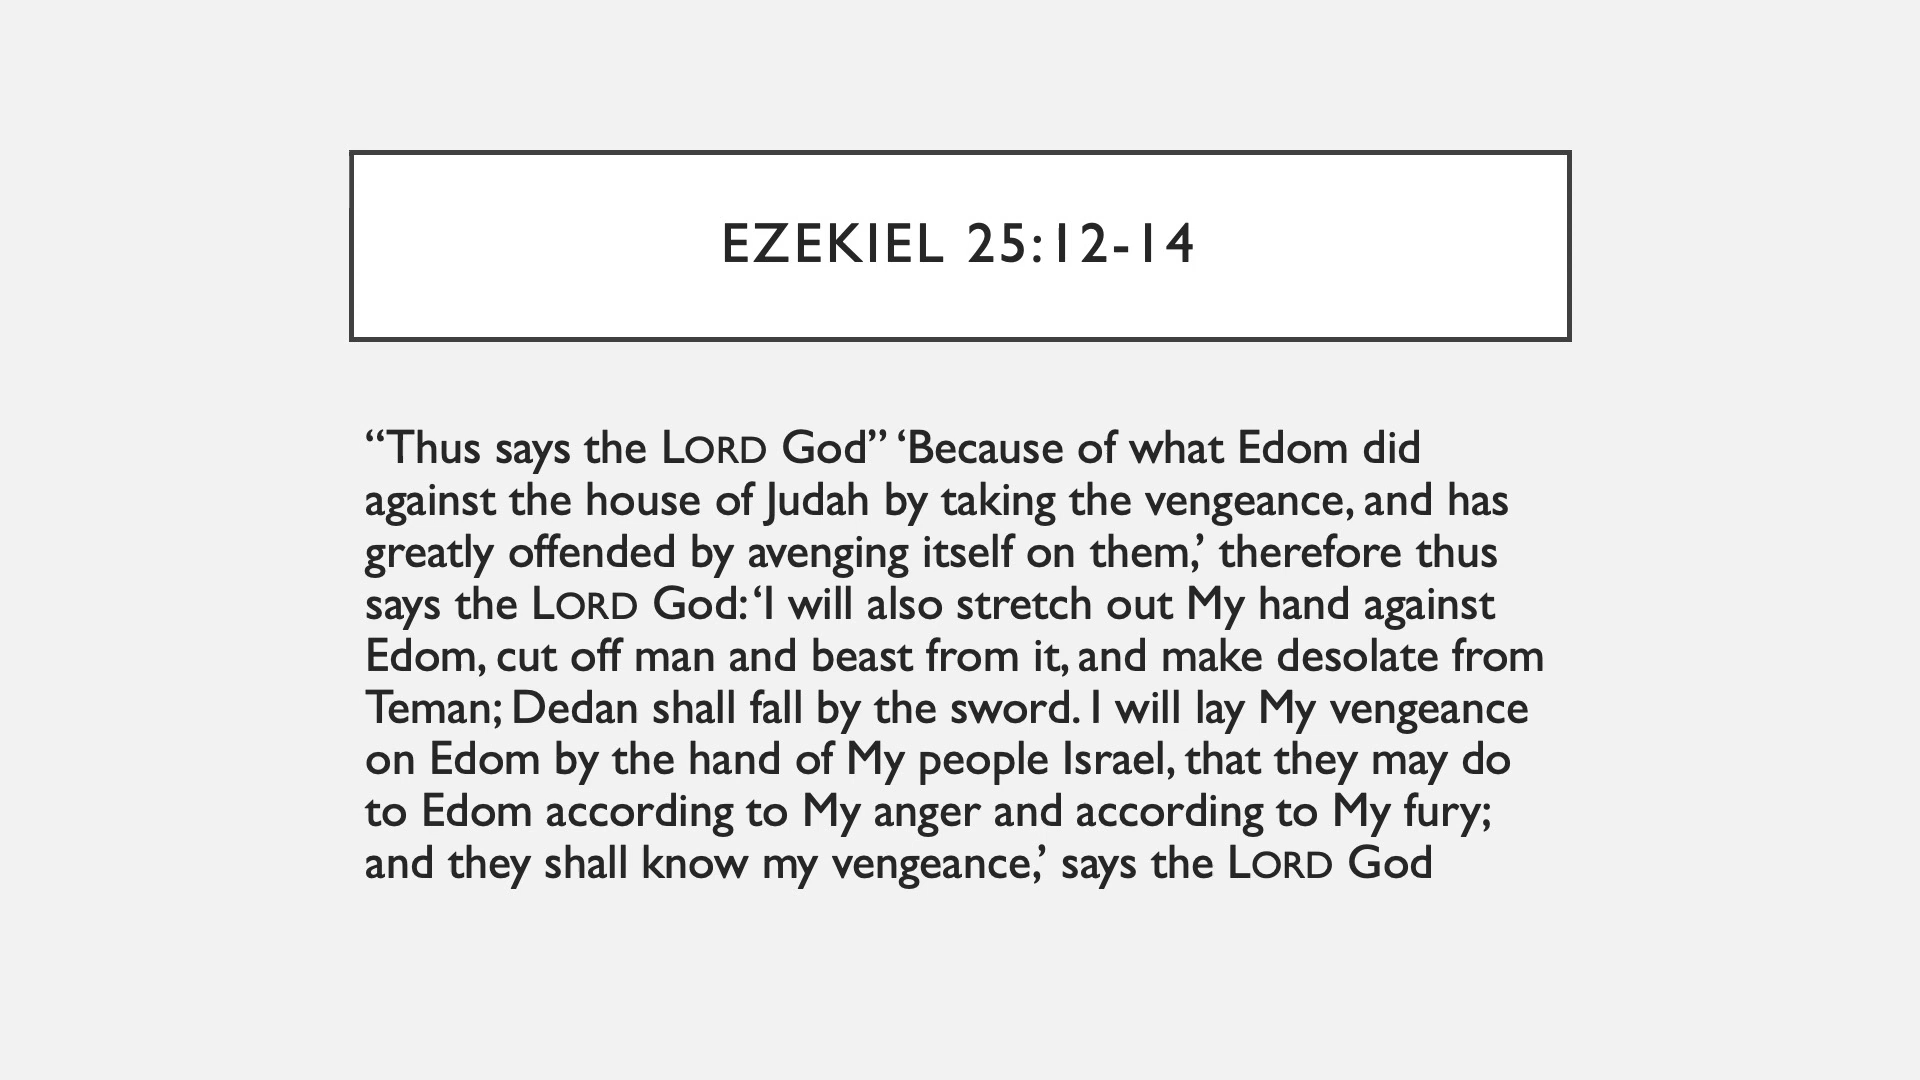 EZEKIEL 25:12-14
“Thus says the LORD God” ‘Because of what Edom did
against the house of Judah by taking the vengeance, and has
greatly offended by avenging itself on them,’ therefore thus
says the LORD God: ‘I will also stretch out My hand against
Edom, cut off man and beast from it, and make desolate from
Teman; Dedan shall fall by the sword. I will lay My vengeance
on Edom by the hand of My people Israel, that they may do
to Edom according to My anger and according to My fury;
and they shall know my vengeance,’ says the LORD God